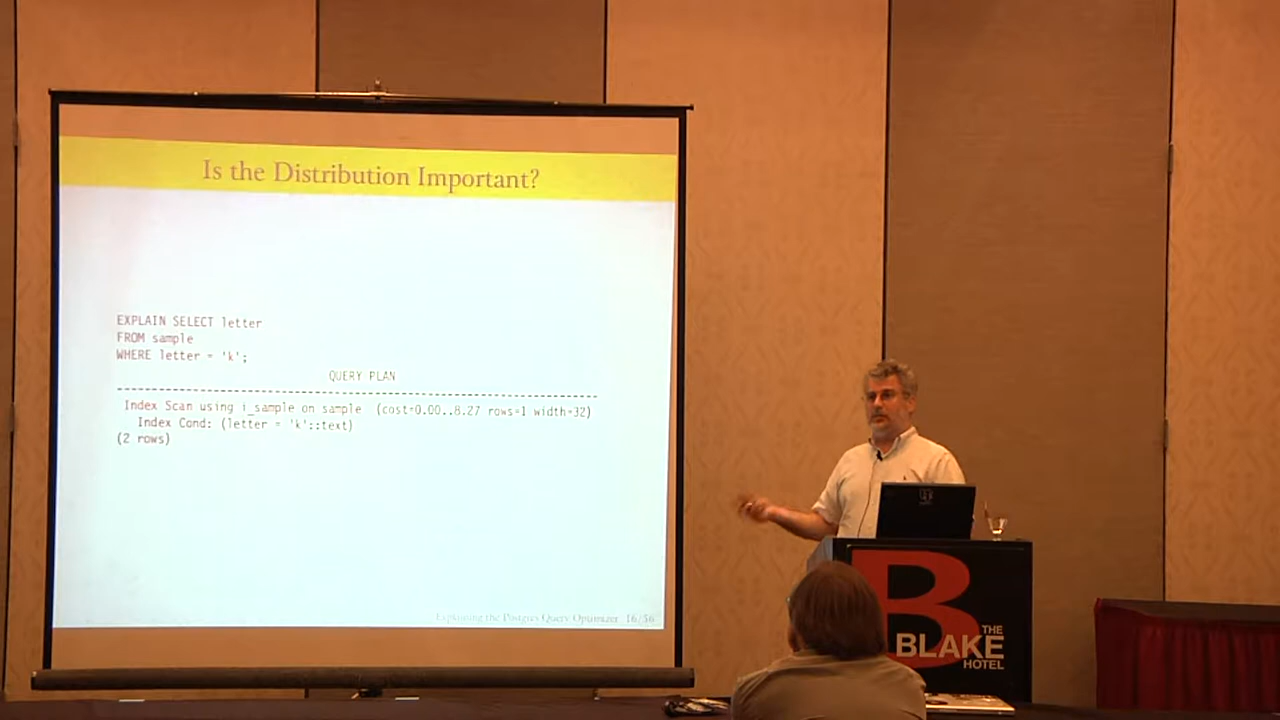 Is the Distribution Important?
EXPLAIN SELECT letter
FROM sample
WHERE letter = 'k';
QUERY PLAN
------------------------------------------------------------------------
Index Scan using i_sample on sample (cost=0.00..8.27 rows=1 width=32)
Index Cond: (letter = 'k'::text)
(2 rows)
Explaining the Postgres Query Optimizer 16/56
B
THE
BLAKE
HOTEL